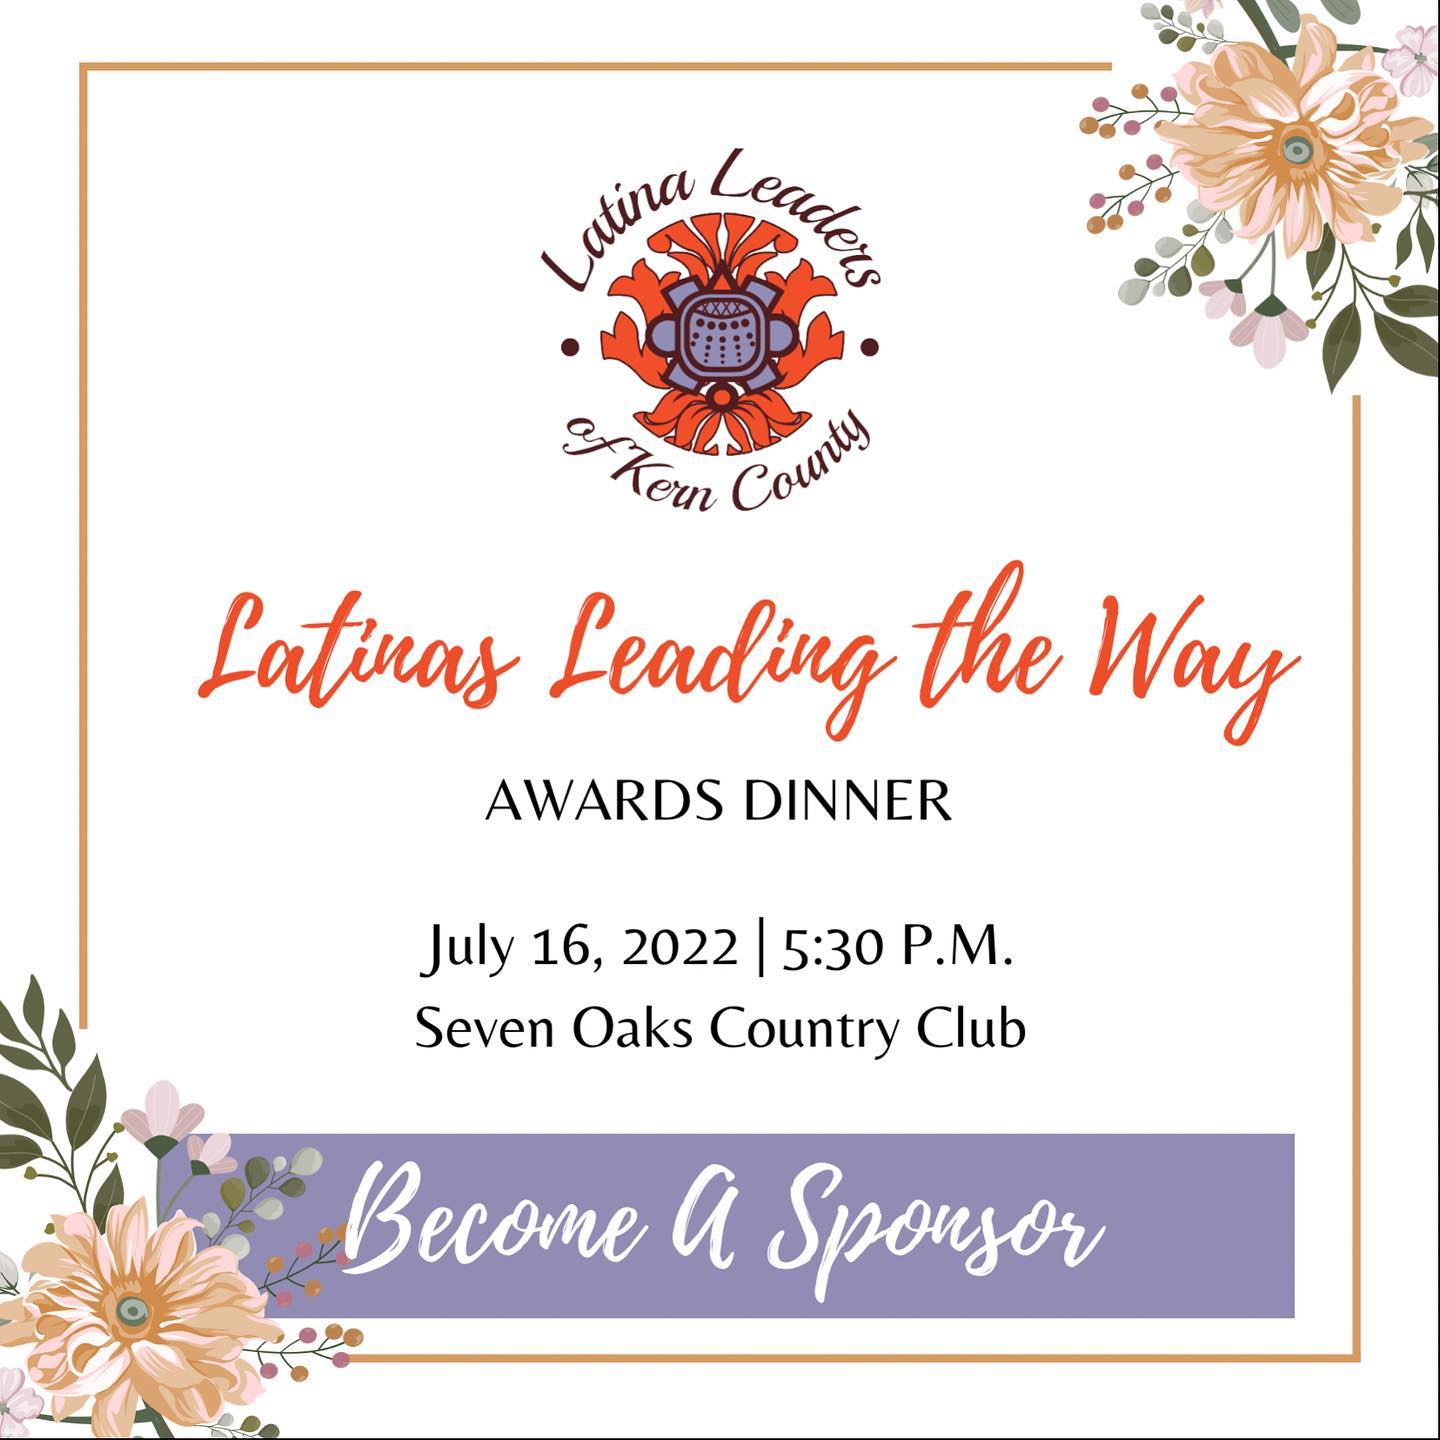 Latina Leaders
of Kern County
Latinas Leading the Way
AWARDS DINNER
July 16, 2022 | 5:30 P.M.
Seven Oaks Country Club
Become A Sponsor